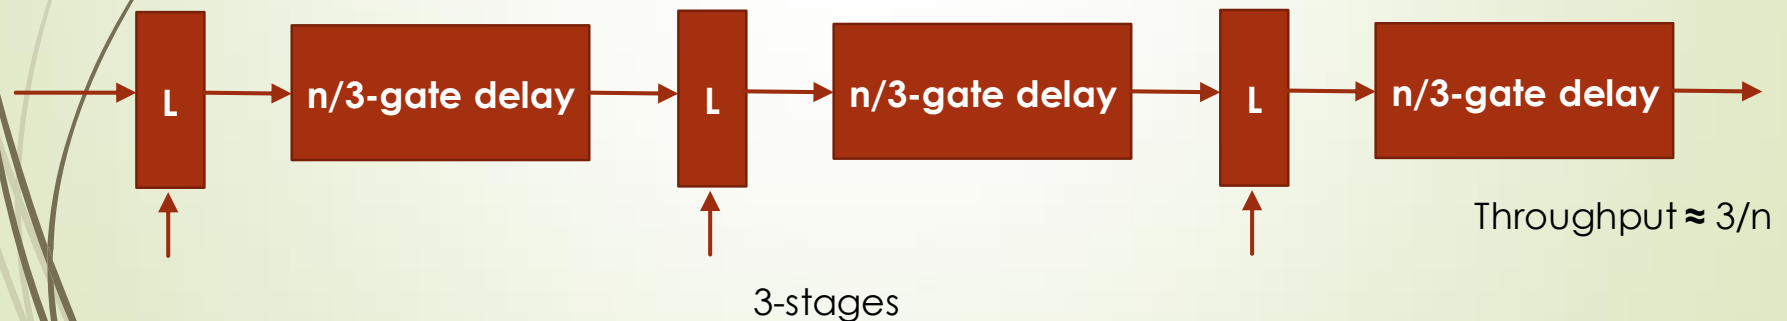 L
n/3-gate delay
L
n/3-gate delay
L
n/3-gate delay
Throughput ≈ 3/n
3-stages